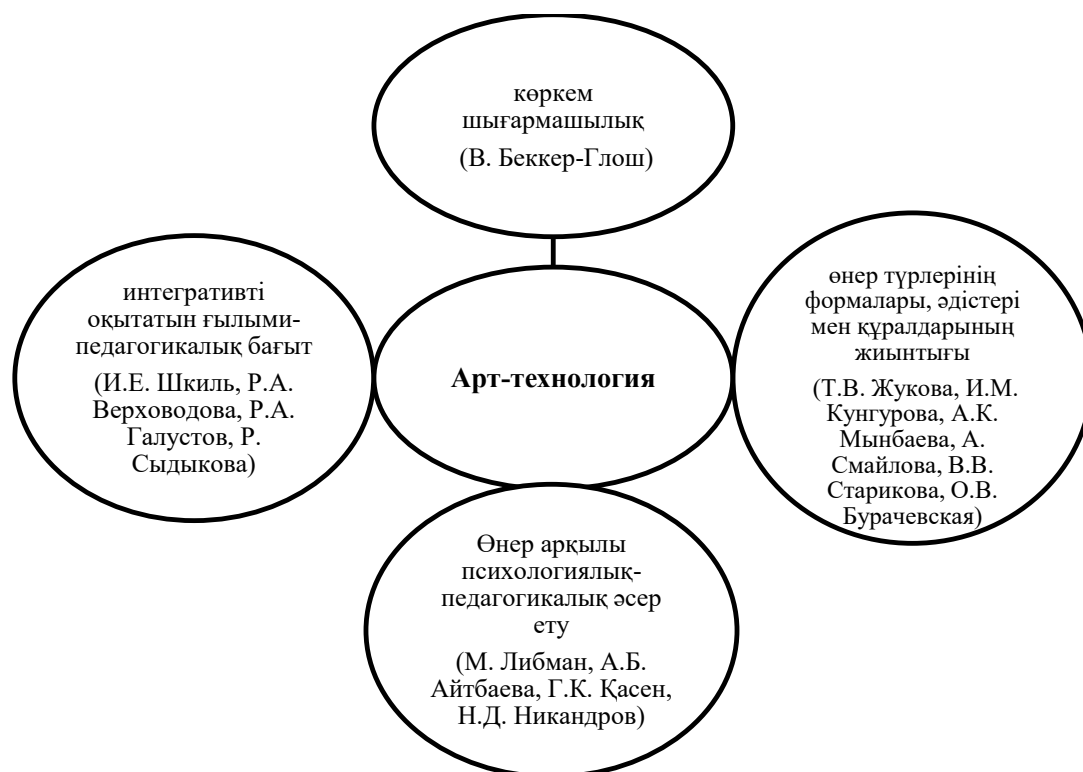 көркем
шығармашылық
(В. Беккер-Глош)
интегративті
оқытатын ғылыми-
педагогикалық бағыт
(И.Е. Шкиль, Р.А.
Верховодова, Р.А.
Галустов, Р.
Сыдыкова)
Арт-технология
өнер түрлерінің
формалары, әдістері
мен құралдарының
жиынтығы
(Т.В. Жукова, И.М.
Кунгурова, А.К.
Мынбаева, А.
Смайлова, В.В.
Старикова, О.В.
Бурачевская)
Өнер арқылы
психологиялық-
педагогикалық әсер
ету
(М. Либман, А.Б.
Айтбаева, Г.К. Қасен,
Н.Д. Никандров)